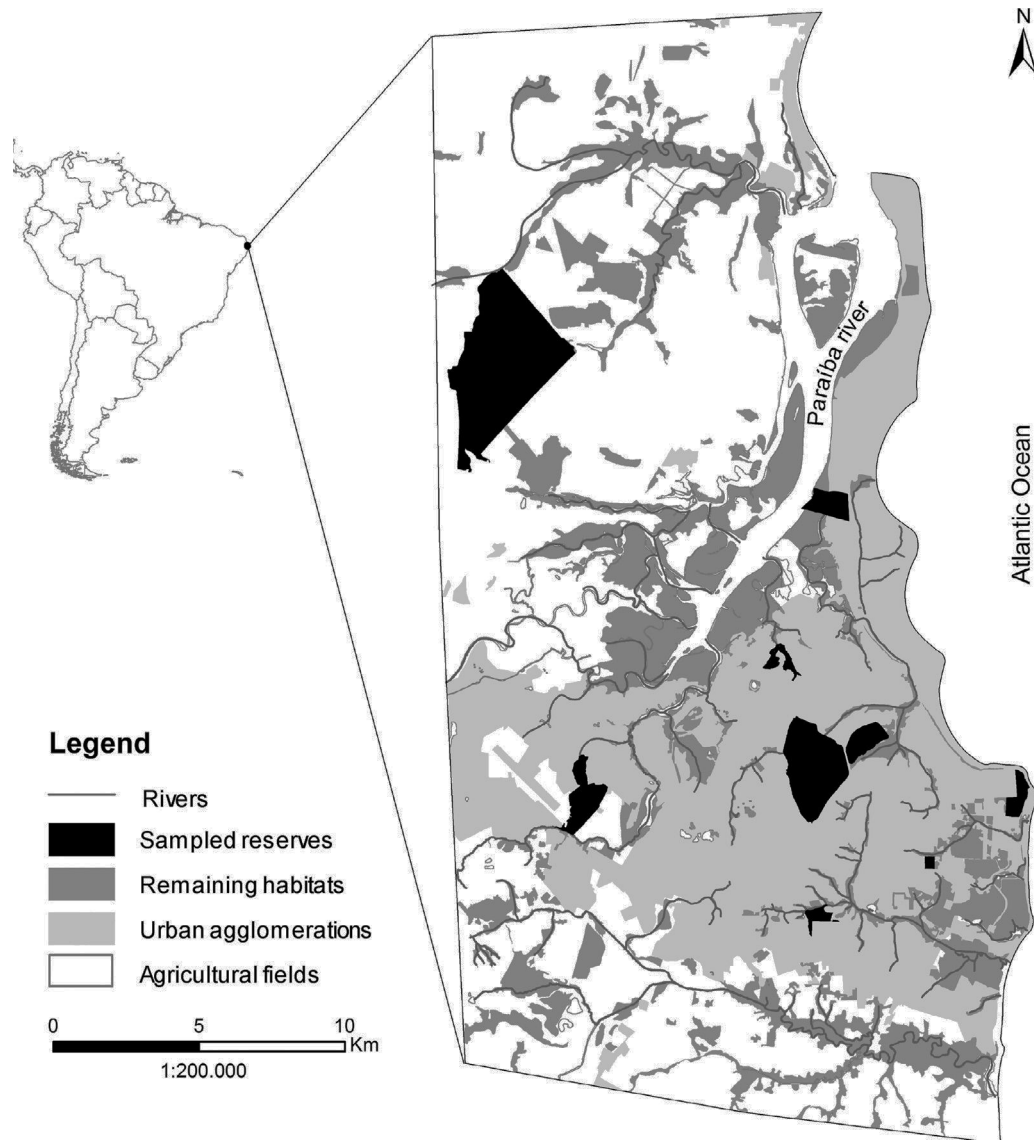 N
Paraíba river
Atlantic Ocean
Legend
Rivers
Sampled reserves
Remaining habitats
Urban agglomerations
Agricultural fields
0 5 10
Km
1:200.000